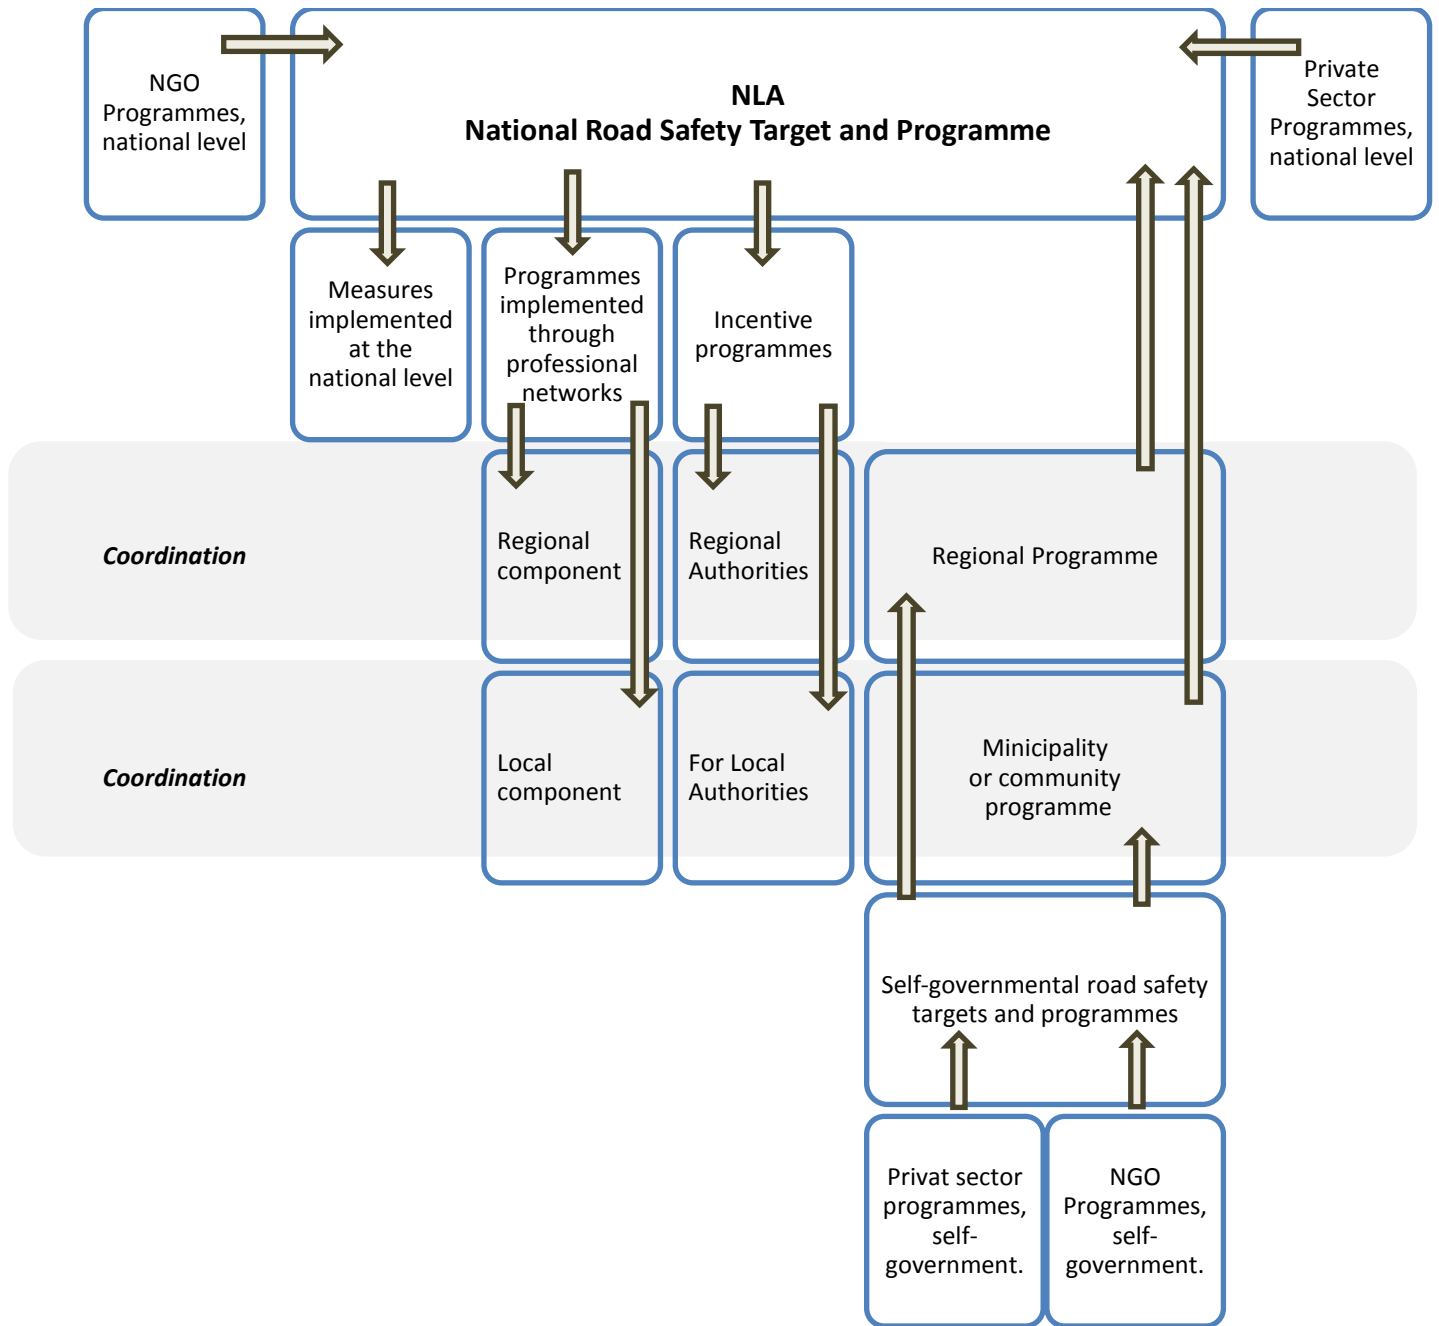 NGO
Programmes,
national level
NLA
National Road Safety Target and Programme
Private
Sector
Programmes,
national level
Measures
implemented
at the
national level
Programmes
implemented
through
professional
networks
Incentive
programmes
Coordination
Regional
component
Regional
Authorities
Regional Programme
Coordination
Local
component
For Local
Authorities
Minicipality
or community
programme
Self-governmental road safety
targets and programmes
Privat sector
programmes,
self-
government.
NGO
Programmes,
self-
government.